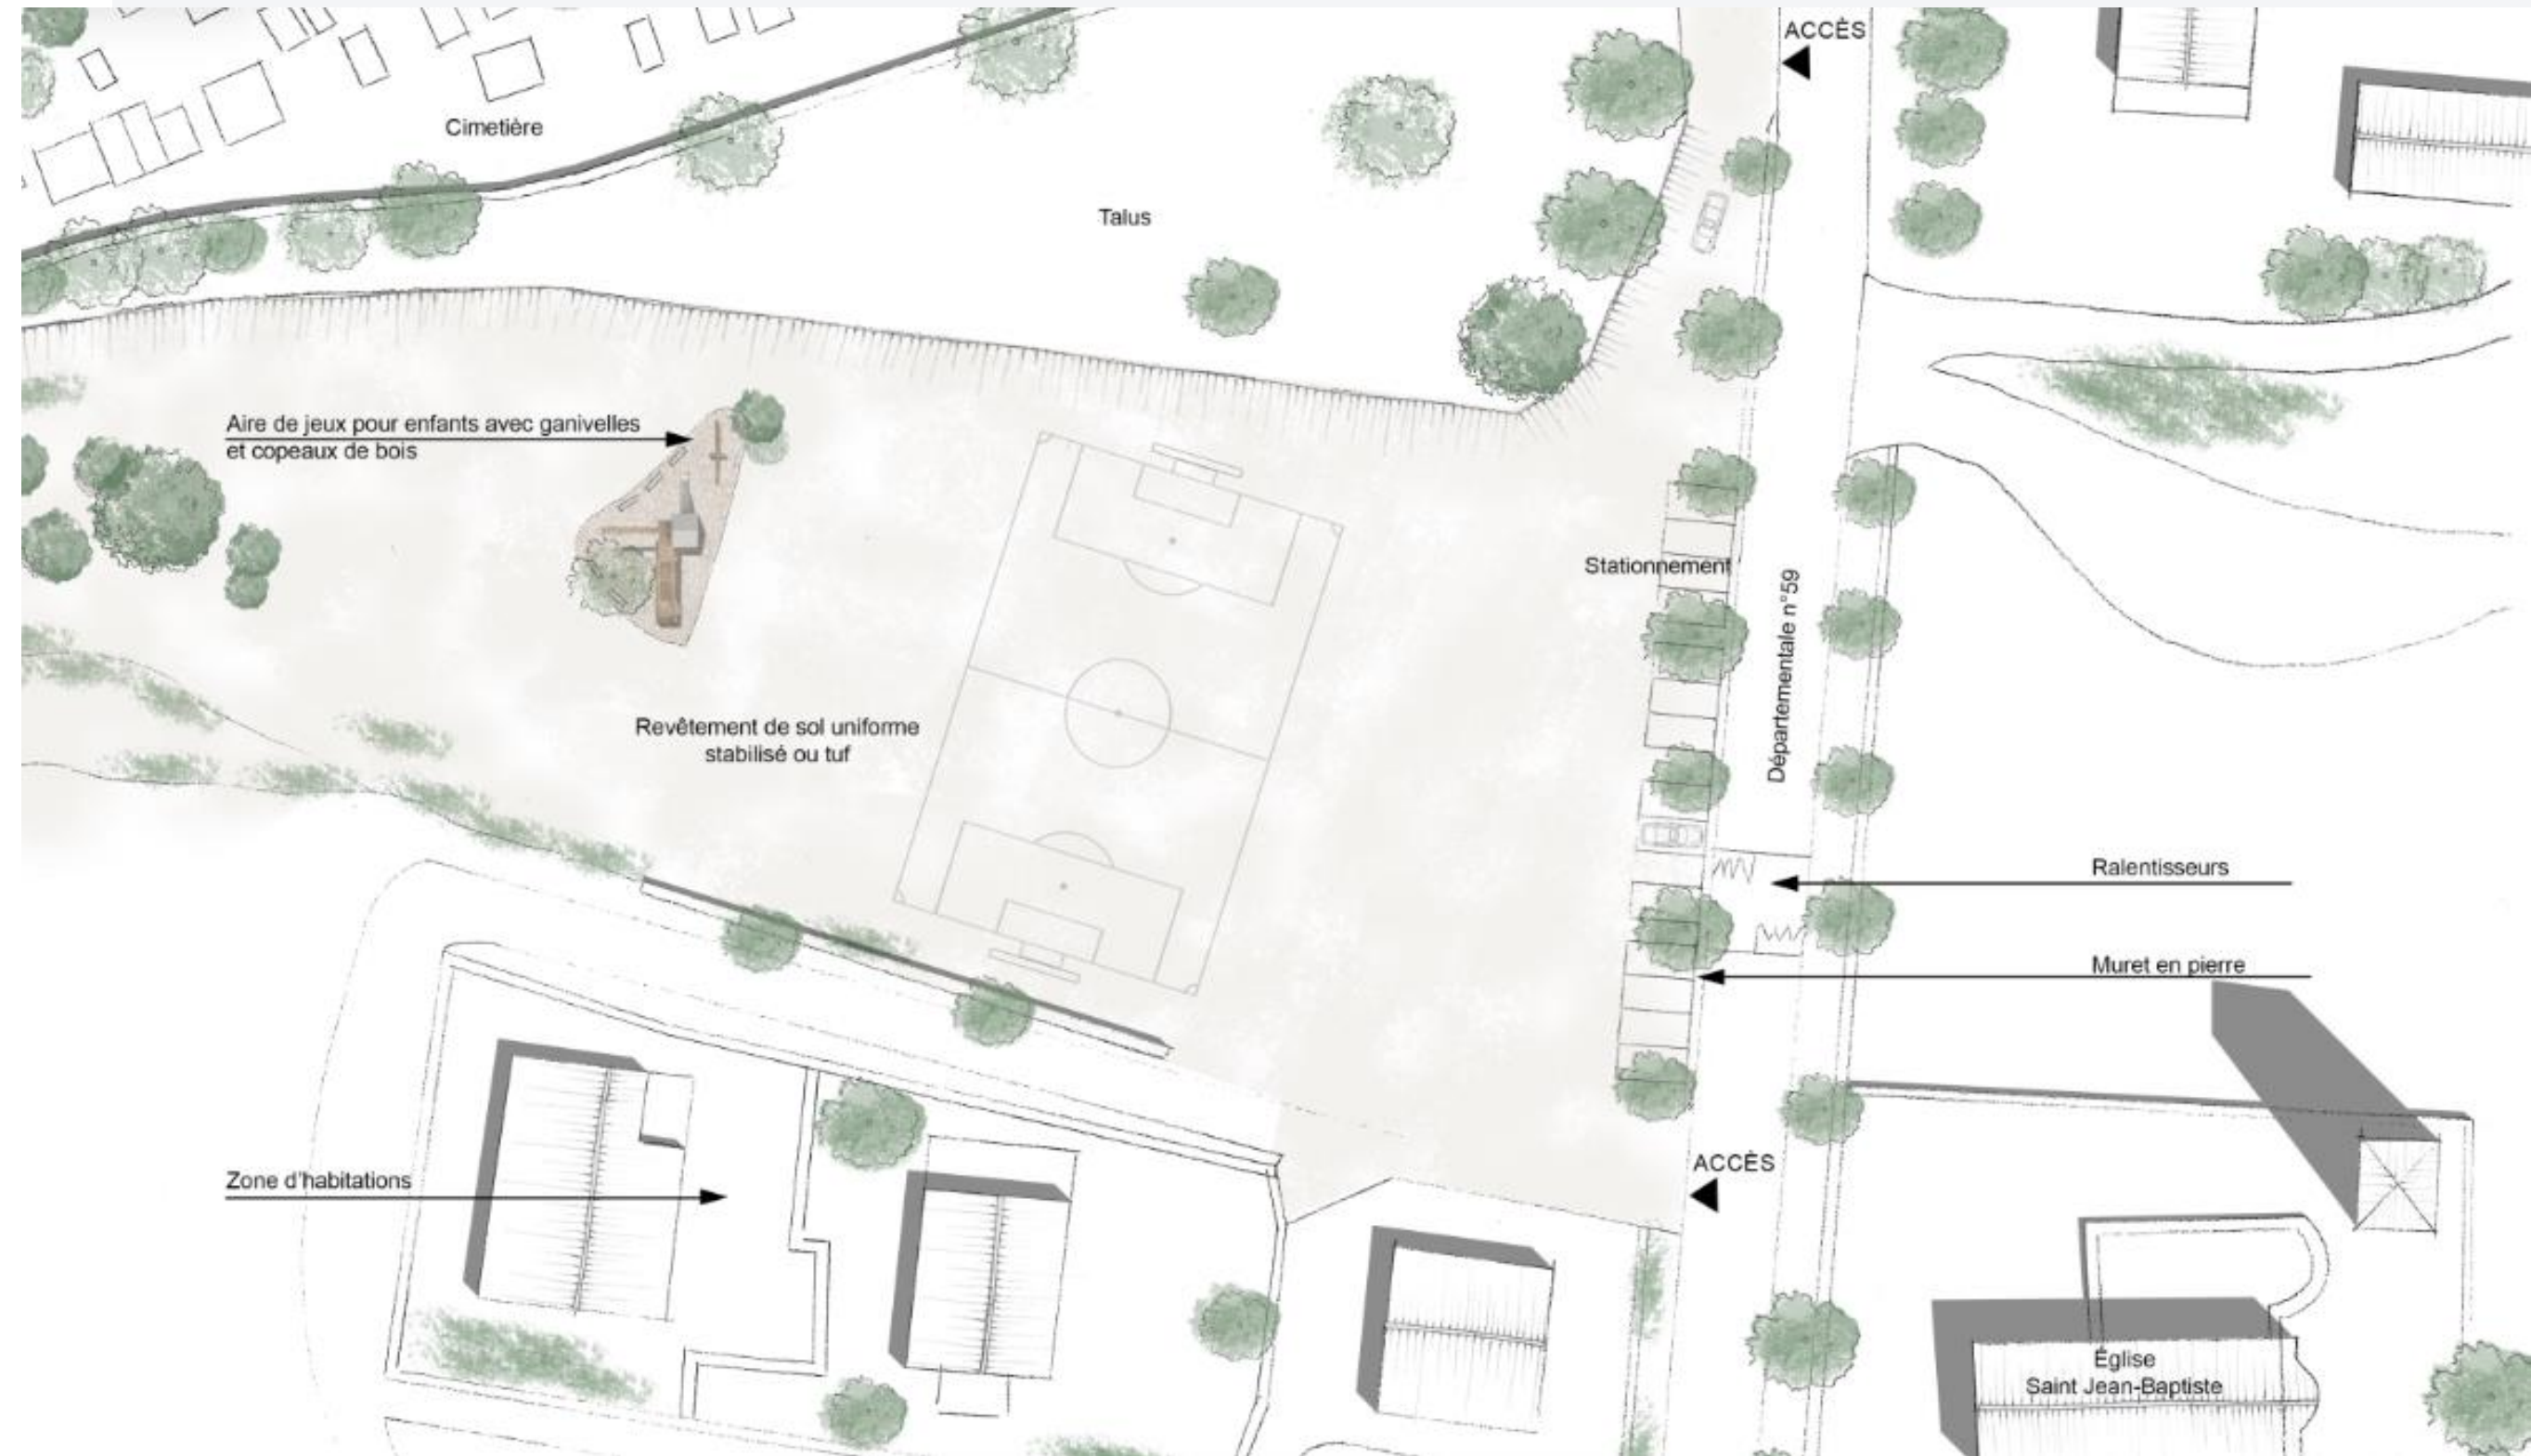 ACCÈS
Cimetière
Talus
Aire de jeux pour enfants avec ganivelles
et copeaux de bois
Stationnement
Départementale n°59
Revêtement de sol uniforme
stabilisé ou tuf
Ralentisseurs
Muret en pierre
ACCÈS
Zone d'habitations
Église
Saint Jean-Baptiste